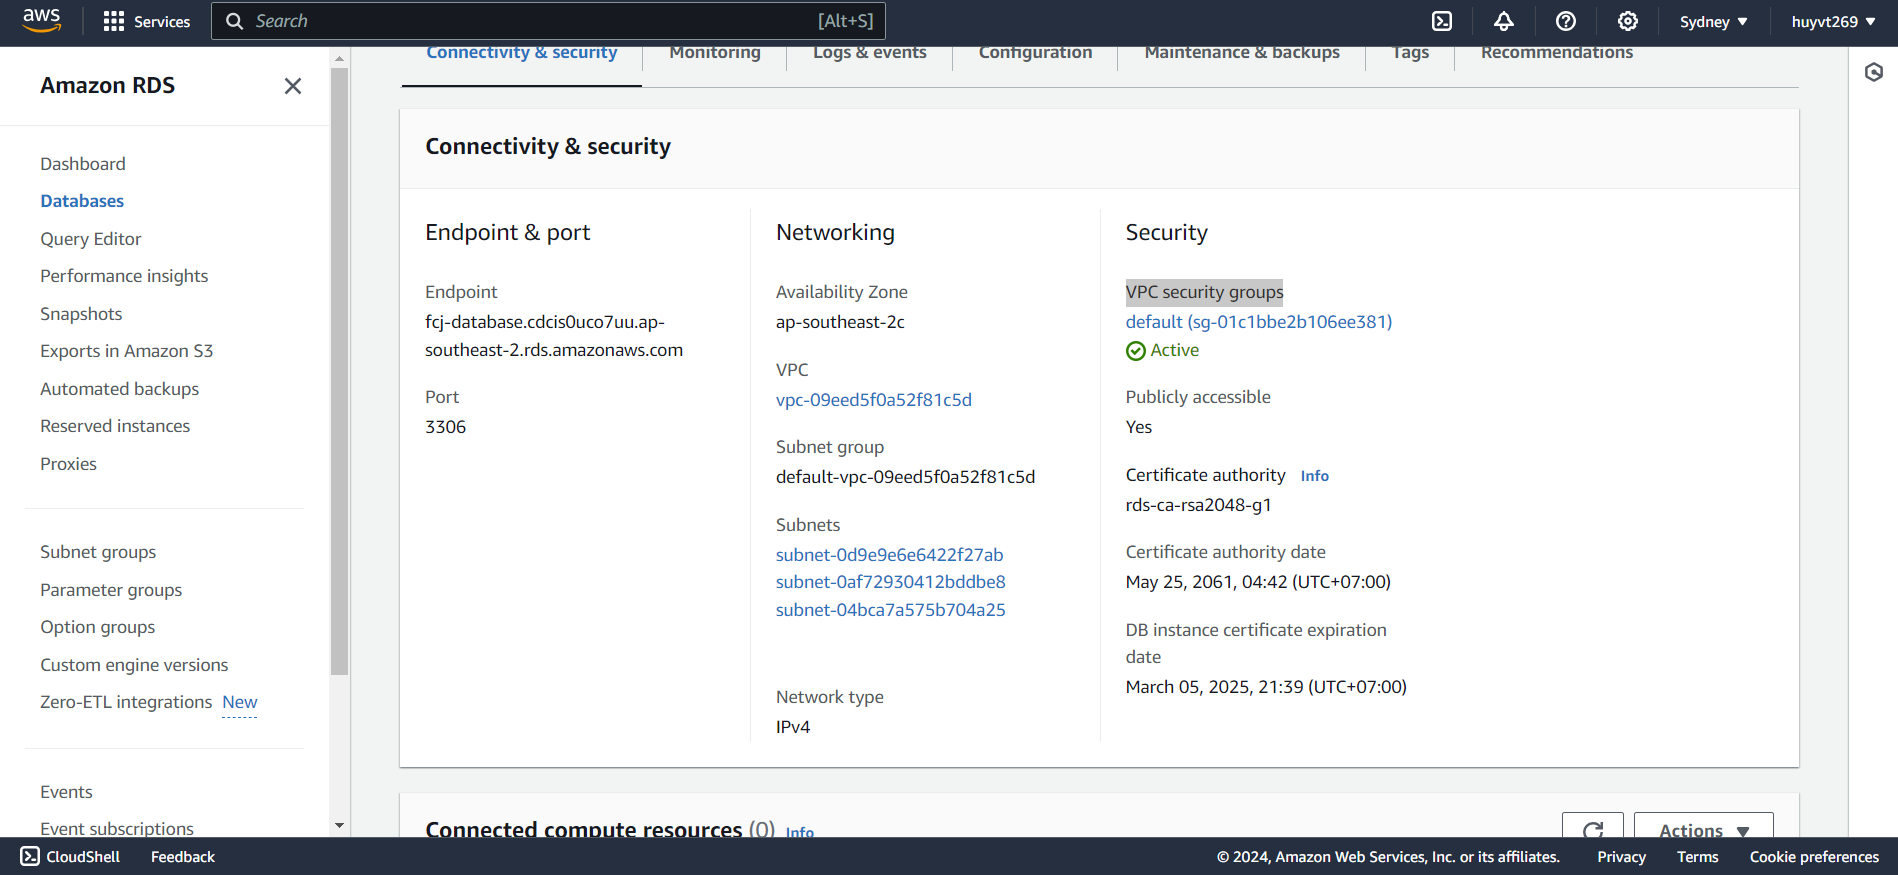 aws
Services
Search
[Alt+S]
Sydney ▼
huyvt269 ▼
Amazon RDS
Dashboard
Databases
Query Editor
Performance insights
Snapshots
Exports in Amazon S3
Automated backups
Reserved instances
Proxies
Subnet groups
Parameter groups
Option groups
Custom engine versions
Zero-ETL integrations New
Events
Event subscriptions
Connectivity & security
Monitoring
Logs & events
Configuration
Maintenance & backups
Tags
Recommendations
Connectivity & security
Endpoint & port
Endpoint
fcj-database.cdcis0uco7uu.ap-
southeast-2.rds.amazonaws.com
Port
3306
Networking
Availability Zone
ap-southeast-2c
VPC
vpc-09eed5f0a52f81c5d
Subnet group
default-vpc-09eed5f0a52f81c5d
Subnets
subnet-0d9e9e6e6422f27ab
subnet-0af72930412bddbe8
subnet-04bca7a575b704a25
Network type
IPv4
Security
VPC security groups
default (sg-01c1bbe2b106ee381)
Active
Publicly accessible
Yes
Certificate authority Info
rds-ca-rsa2048-g1
Certificate authority date
May 25, 2061, 04:42 (UTC+07:00)
DB instance certificate expiration
date
March 05, 2025, 21:39 (UTC+07:00)
Connected compute resources (0) Info
Actions ▼
CloudShell
Feedback
© 2024, Amazon Web Services, Inc. or its affiliates.
Privacy
Terms
Cookie preferences